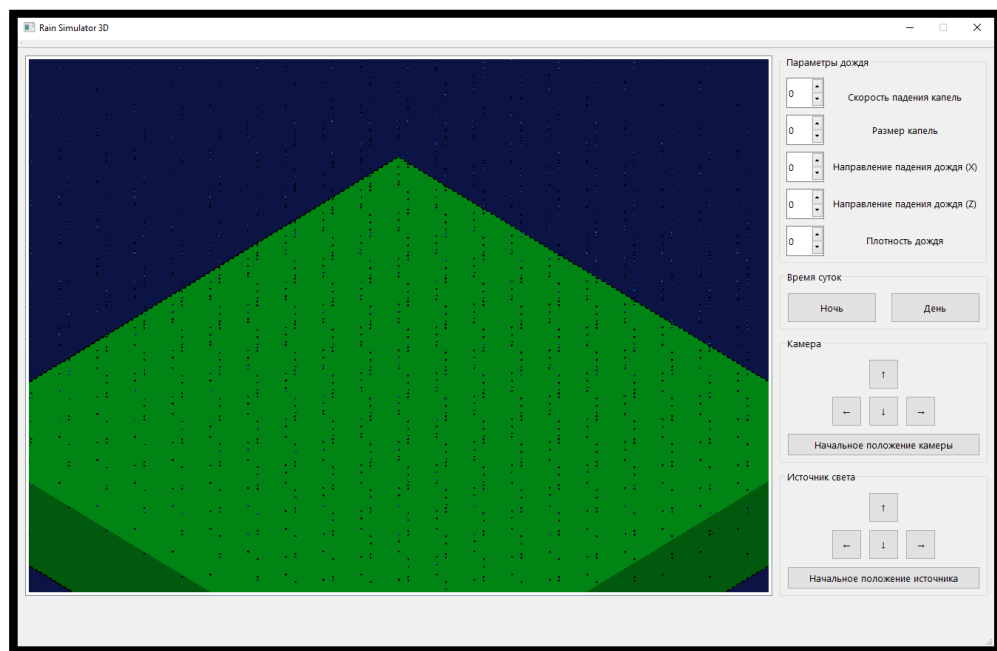 Rain Simulator 3D
Параметры дождя
0 Скорость падения капель
0 Размер капель
0 Направление падения дождя (X)
0 Направление падения дождя (Z)
0 Плотность дождя
Время суток
Ночь День
Камера
↑
← ↓ →
Начальное положение камеры
Источник света
↑
← ↓ →
Начальное положение источника